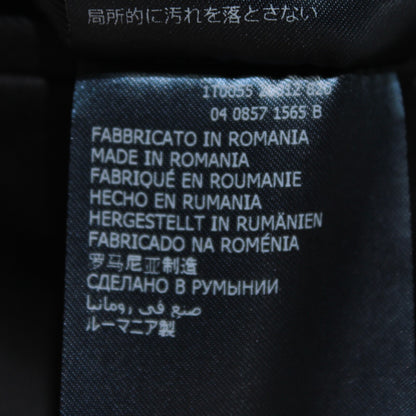 局所的に汚れを落とさない
04 0857 1565 B
FABBRICATO IN ROMANIA
MADE IN ROMANIA
FABRIQUÉ EN ROUMANIE
HECHO EN RUMANIA
HERGESTELLT IN RUMÄNIEN
FABRICADO NA ROMÉNIA
罗马尼亚制造
СДЕЛАНО В РУМЫНИИ
صنع في رومانيا
ルーマニア製